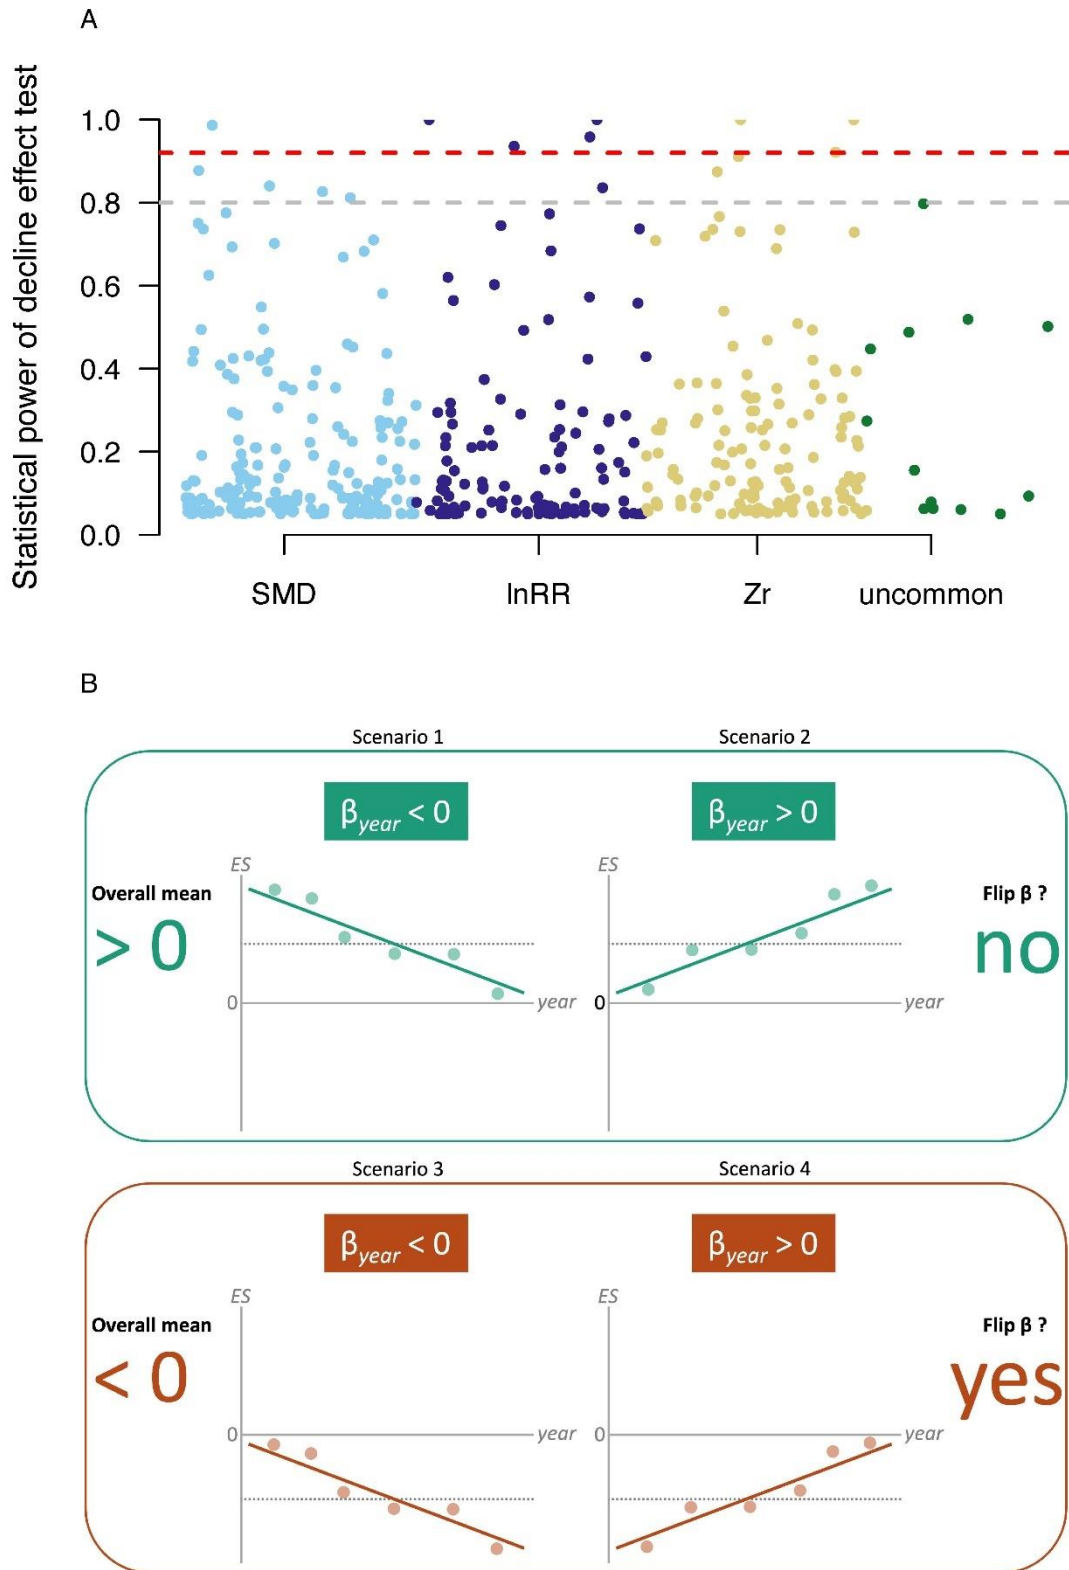 A
Statistical power of decline effect test
1.0
0.8
0.6
0.4
0.2
0.0
SMD
lnRR
Zr
uncommon
B
Scenario 1
Scenario 2
βyear < 0
βyear > 0
ES
ES
Overall mean
> 0
Flip β ?
no
0
year
0
year
Scenario 3
Scenario 4
βyear < 0
βyear > 0
ES
ES
Overall mean
< 0
Flip β ?
yes
0
year
0
year